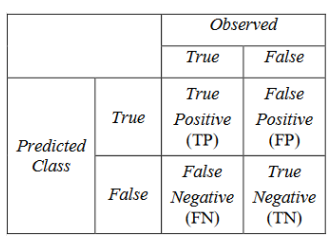 Observed
True False
Predicted Class
True
True Positive (TP)
False Positive (FP)
False
False Negative (FN)
True Negative (TN)